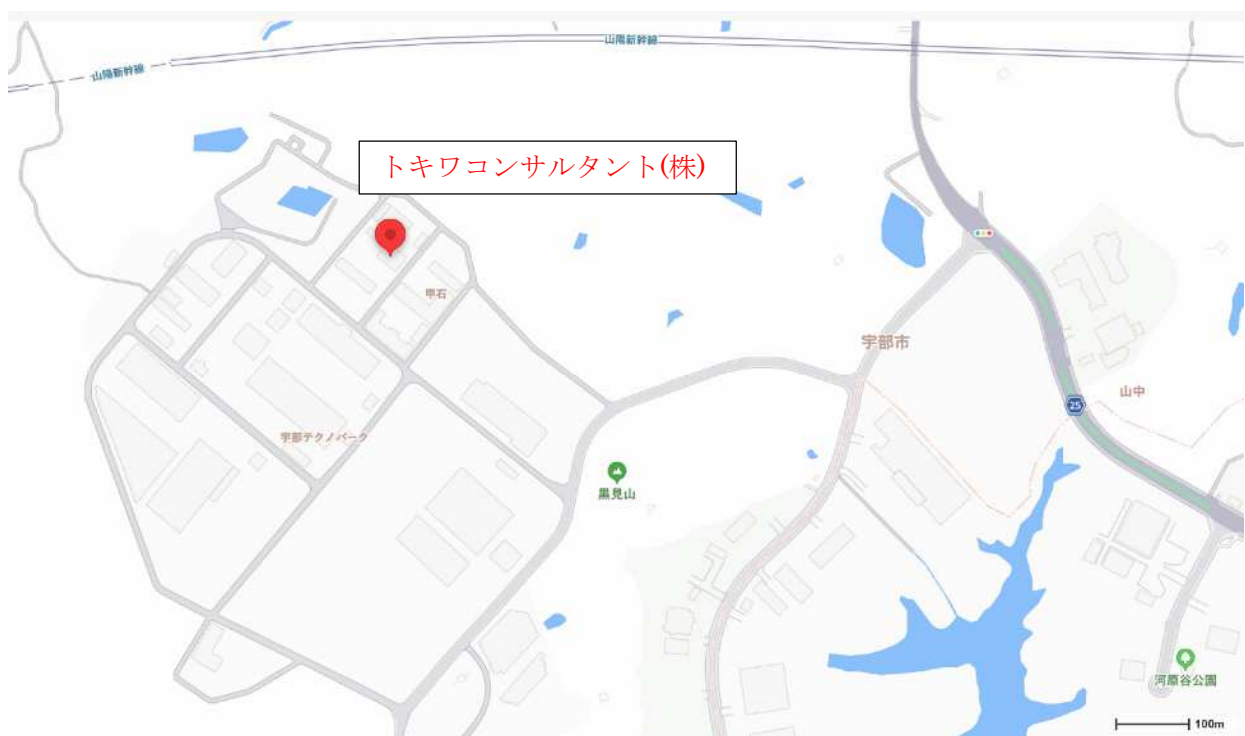 山陽新幹線
山陽新幹線
トキワコンサルタント(株)
甲石
宇部市
山中
25
宇部テクノパーク
黒見山
河原谷公園
100m